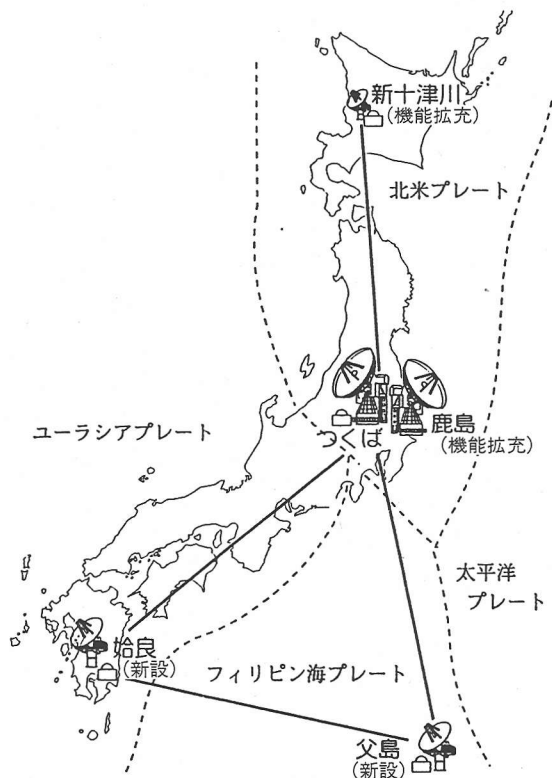 新十津川
(機能拡充)
北米プレート
ユーラシアプレート
つくば
鹿島
(機能拡充)
太平洋
プレート
姶良
(新設)
フィリピン海プレート
父島
(新設)